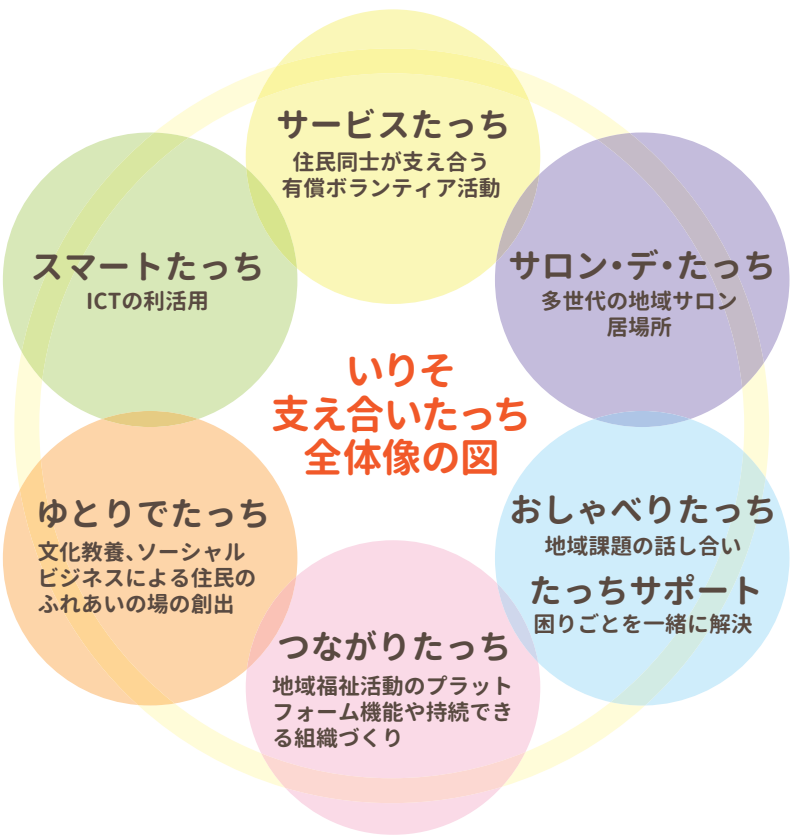 サービスたっち
住民同士が支え合う
有償ボランティア活動
スマートたっち
ICTの利活用
サロン・デ・たっち
多世代の地域サロン
居場所
いりそ
支え合いたっち
全体像の図
ゆとりでたっち
文化教養、ソーシャル
ビジネスによる住民の
ふれあいの場の創出
おしゃべりたっち
地域課題の話し合い
たっちサポート
困りごとを一緒に解決
つながりたっち
地域福祉活動のプラット
フォーム機能や持続でき
る組織づくり